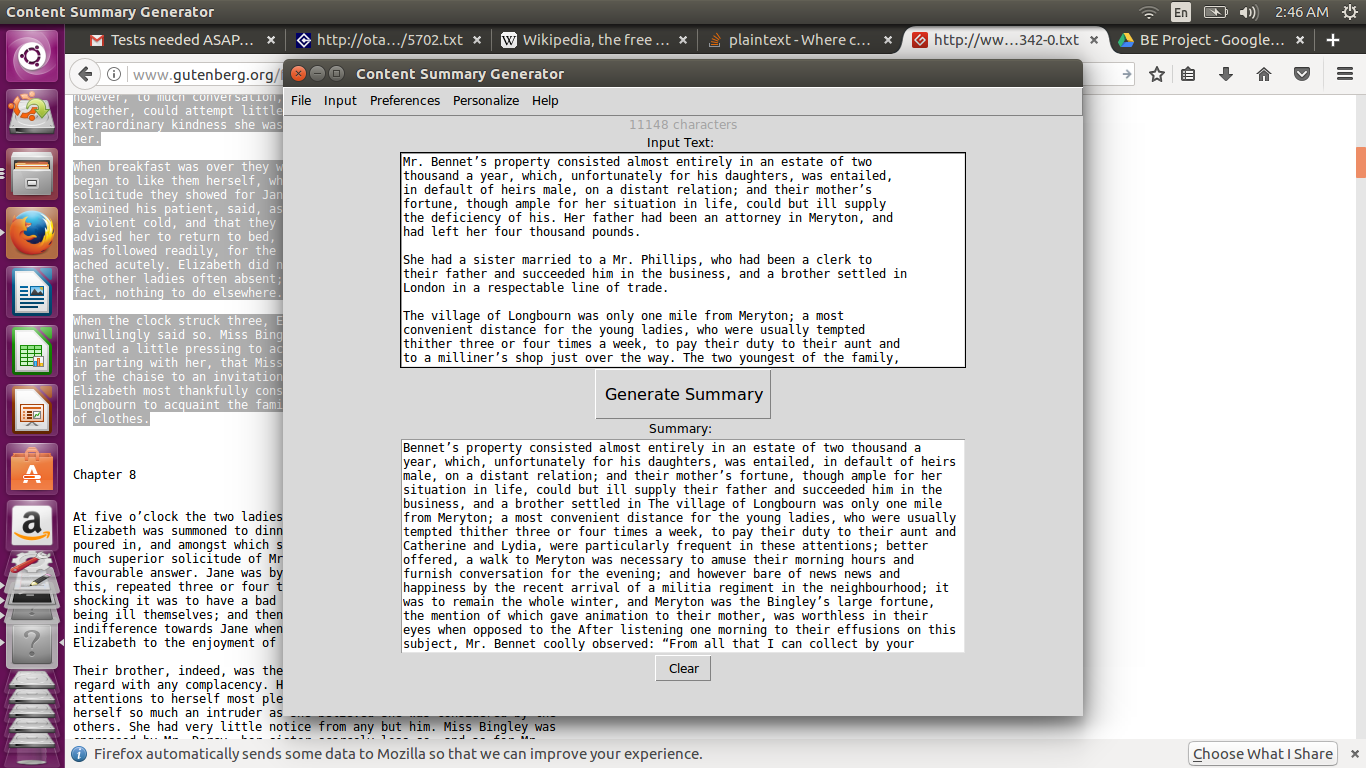 Content Summary Generator
En
2:46 AM
Tests needed ASAP...
http://ota.../5702.txt
Wikipedia, the free ...
plaintext - Where c...
http://ww...342-0.txt
BE Project - Google...
www.gutenberg.org/
Content Summary Generator
File Input Preferences Personalize Help
11148 characters
Input Text:
Mr. Bennet’s property consisted almost entirely in an estate of two
thousand a year, which, unfortunately for his daughters, was entailed,
in default of heirs male, on a distant relation; and their mother’s
fortune, though ample for her situation in life, could but ill supply
the deficiency of his. Her father had been an attorney in Meryton, and
had left her four thousand pounds.
She had a sister married to a Mr. Phillips, who had been a clerk to
their father and succeeded him in the business, and a brother settled in
London in a respectable line of trade.
The village of Longbourn was only one mile from Meryton; a most
convenient distance for the young ladies, who were usually tempted
thither three or four times a week, to pay their duty to their aunt and
to a milliner’s shop just over the way. The two youngest of the family,
Generate Summary
Summary:
Bennet’s property consisted almost entirely in an estate of two thousand a
year, which, unfortunately for his daughters, was entailed, in default of heirs
male, on a distant relation; and their mother’s fortune, though ample for her
situation in life, could but ill supply their father and succeeded him in the
business, and a brother settled in The village of Longbourn was only one mile
from Meryton; a most convenient distance for the young ladies, who were usually
tempted thither three or four times a week, to pay their duty to their aunt and
Catherine and Lydia, were particularly frequent in these attentions; better
offered, a walk to Meryton was necessary to amuse their morning hours and
furnish conversation for the evening; and however bare of news news and
happiness by the recent arrival of a militia regiment in the neighbourhood; it
was to remain the whole winter, and Meryton was the Bingley’s large fortune,
the mention of which gave animation to their mother, was worthless in their
eyes when opposed to the After listening one morning to their effusions on this
subject, Mr. Bennet coolly observed: “From all that I can collect by your
Clear
however, to much conversation,
together, could attempt little
extraordinary kindness she was
her.
When breakfast was over they
began to like them herself,
solicitude they showed for Jan
examined his patient, said, as
a violent cold, and that they
advised her to return to bed,
was followed readily, for the
ached acutely. Elizabeth did
the other ladies often absent;
fact, nothing to do elsewhere.
When the clock struck three,
unwillingly said so. Miss Bing
wanted a little pressing to
in parting with her, that Miss
of the chaise to an invitation
Elizabeth most thankfully cons
Longbourn to acquaint the fami
of clothes.
Chapter 8
At five o’clock the two ladies
Elizabeth was summoned to dinn
poured in, and amongst which s
much superior solicitude of Mr
favourable answer. Jane was by
this, repeated three or four t
shocking it was to have a bad
being ill themselves; and then
indifference towards Jane when
Elizabeth to the enjoyment of
Their brother, indeed, was the
regard with any complacency. H
attentions to herself most ple
herself so much an intruder as
others. She had very little notice from any but him. Miss Bingley was
Firefox automatically sends some data to Mozilla so that we can improve your experience.
Choose What I Share